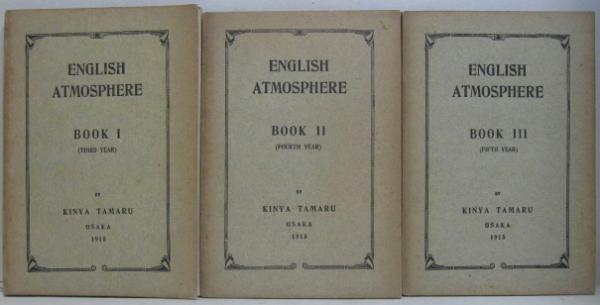 ENGLISH
ATMOSPHERE
BOOK I
(THIRD YEAR)
BY
KINYA TAMARU
OSAKA
1918
ENGLISH
ATMOSPHERE
BOOK II
(FOURTH YEAR)
BY
KINYA TAMARU
OSAKA
1918
ENGLISH
ATMOSPHERE
BOOK III
(FIFTH YEAR)
BY
KINYA TAMARU
OSAKA
1918